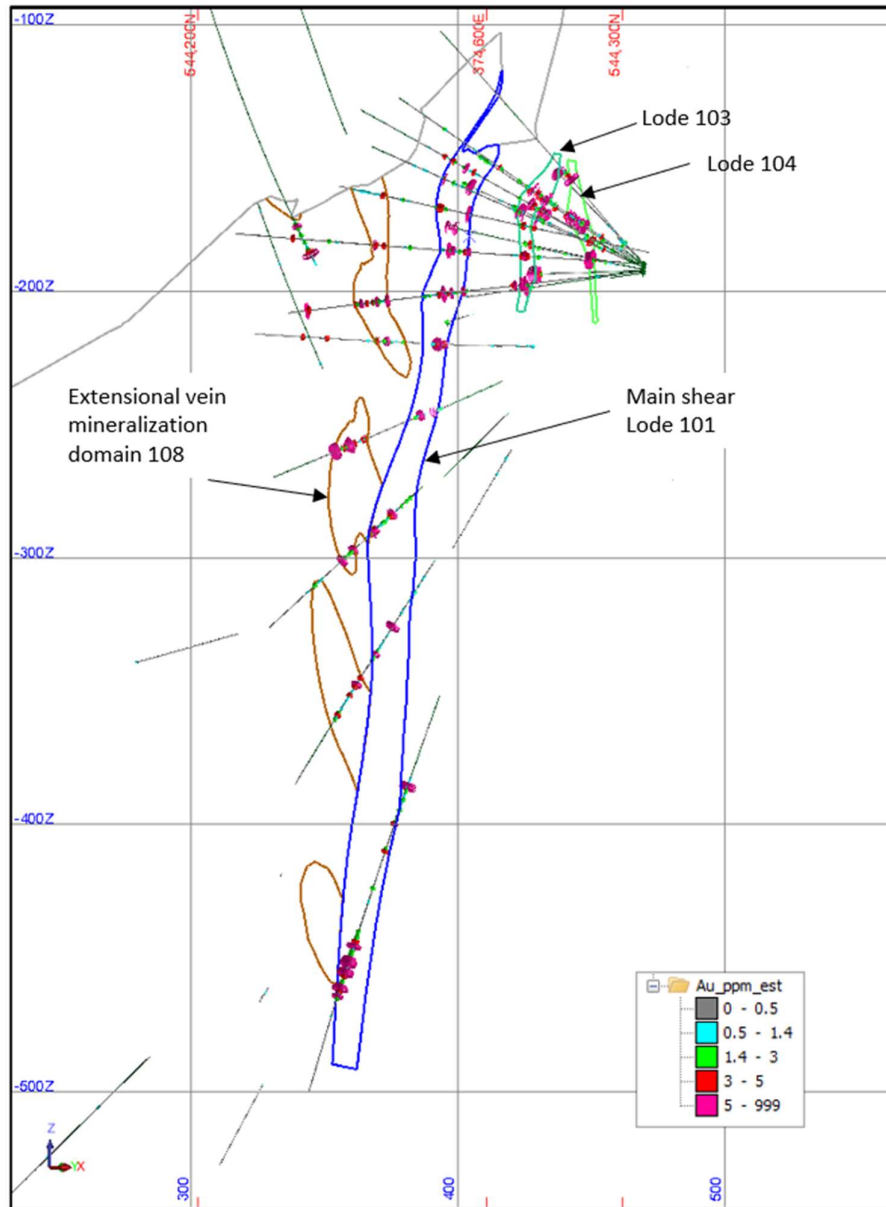 -100Z
544,200N
374,600E
544,300N
Lode 103
Lode 104
-200Z
Extensional vein
mineralization
domain 108
Main shear
Lode 101
-300Z
-400Z
Au_ppm_est
0 - 0.5
0.5 - 1.4
1.4 - 3
3 - 5
5 - 999
-500Z
Z
YX
300
400
500